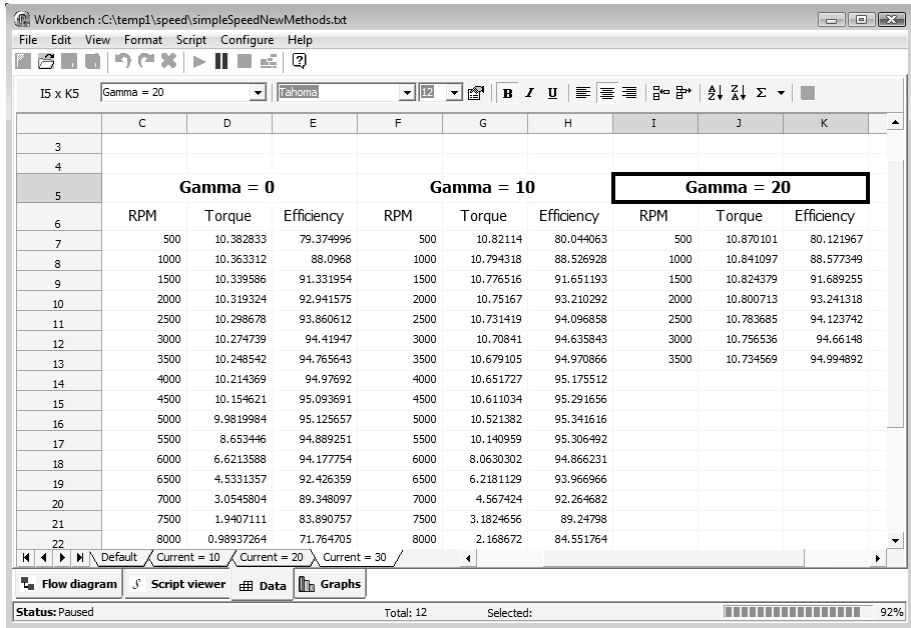 Workbench :C:\temp1\speed\simpleSpeedNewMethods.txt
File Edit View Format Script Configure Help
I5 x K5 Gamma = 20 Tahoma 12 B I U
C D E F G H I J K
3
4
5 Gamma = 0 Gamma = 10 Gamma = 20
6 RPM Torque Efficiency RPM Torque Efficiency RPM Torque Efficiency
7 500 10.382833 79.374996 500 10.82114 80.044063 500 10.870101 80.121967
8 1000 10.363312 88.0968 1000 10.794318 88.526928 1000 10.841097 88.577349
9 1500 10.339586 91.331954 1500 10.776516 91.651193 1500 10.824379 91.689255
10 2000 10.319324 92.941575 2000 10.75167 93.210292 2000 10.800713 93.241318
11 2500 10.298678 93.860612 2500 10.731419 94.096858 2500 10.783685 94.123742
12 3000 10.274739 94.41947 3000 10.70841 94.635843 3000 10.756536 94.66148
13 3500 10.248542 94.765643 3500 10.679105 94.970866 3500 10.734569 94.994892
14 4000 10.214369 94.97692 4000 10.651727 95.175512
15 4500 10.154621 95.093691 4500 10.611034 95.291656
16 5000 9.9819984 95.125657 5000 10.521382 95.341616
17 5500 8.653446 94.889251 5500 10.140959 95.306492
18 6000 6.6213588 94.177754 6000 8.0630302 94.866231
19 6500 4.5331357 92.426359 6500 6.2181129 93.966966
20 7000 3.0545804 89.348097 7000 4.567424 92.264682
21 7500 1.9407111 83.890757 7500 3.1824656 89.24798
22 8000 0.98937264 71.764705 8000 2.168672 84.551764
Default Current = 10 Current = 20 Current = 30
Flow diagram Script viewer Data Graphs
Status: Paused Total: 12 Selected: 92%